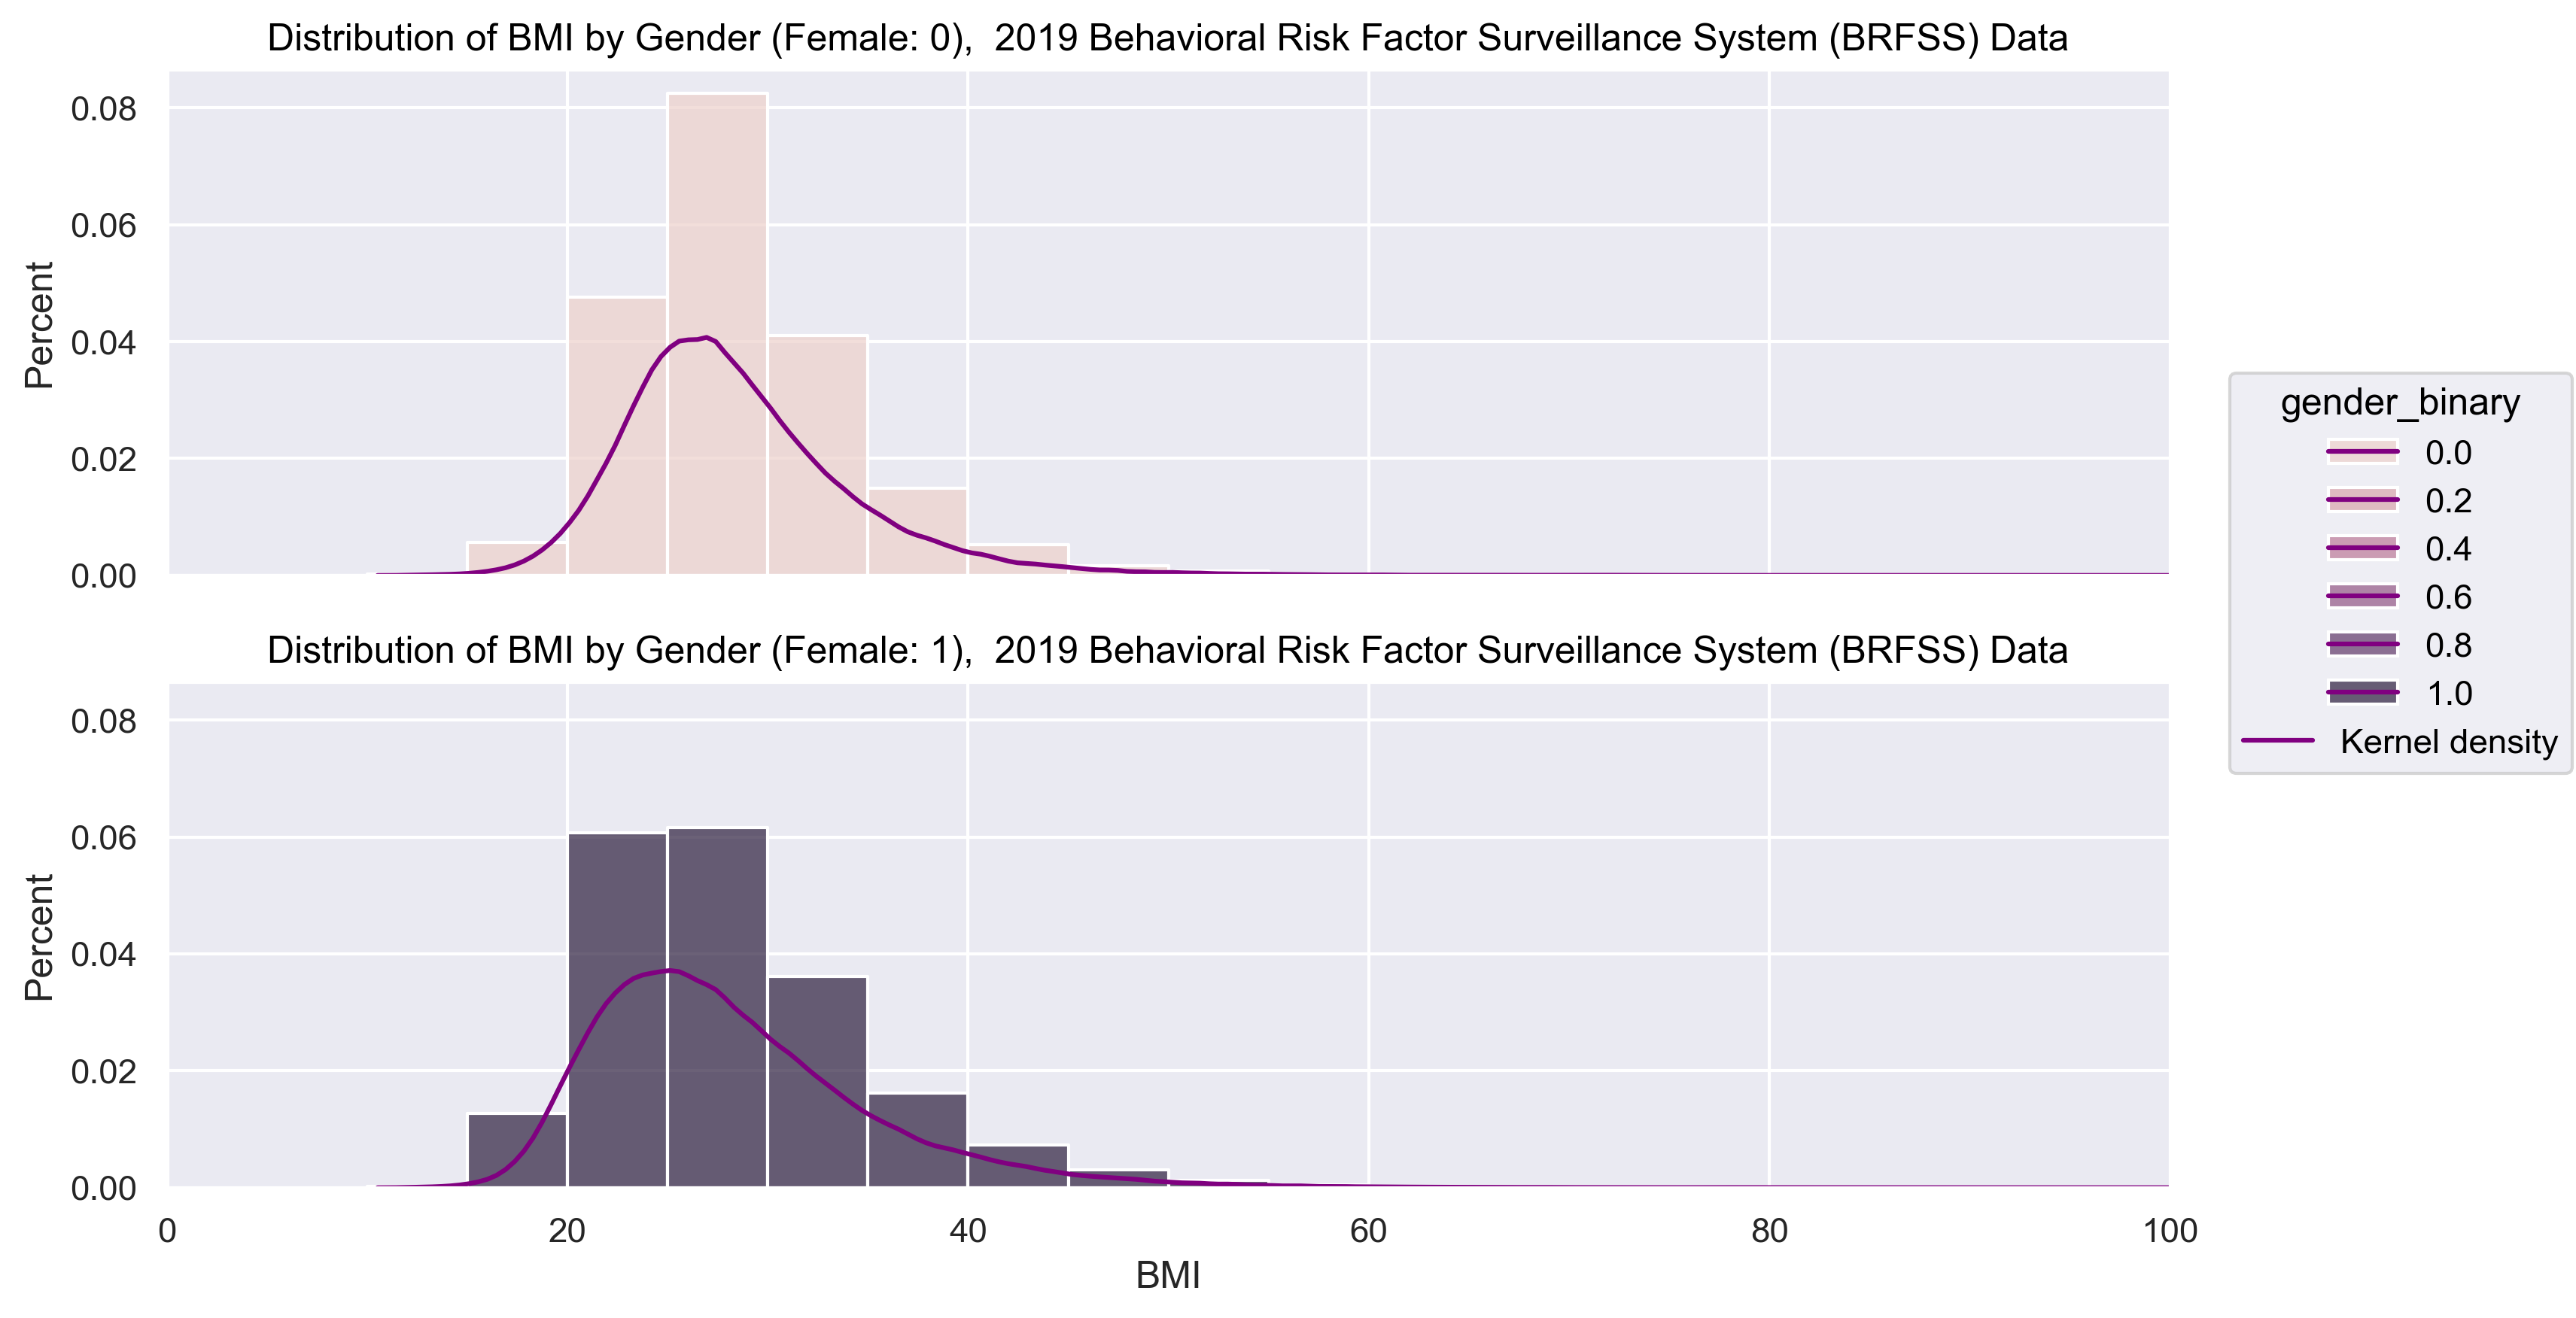 Distribution of BMI by Gender (Female: 0),  2019 Behavioral Risk Factor Surveillance System (BRFSS) Data
Percent
0.08
0.06
0.04
0.02
0.00
Distribution of BMI by Gender (Female: 1),  2019 Behavioral Risk Factor Surveillance System (BRFSS) Data
Percent
0.08
0.06
0.04
0.02
0.00
0 20 40 60 80 100
BMI
gender_binary
0.0
0.2
0.4
0.6
0.8
1.0
Kernel density